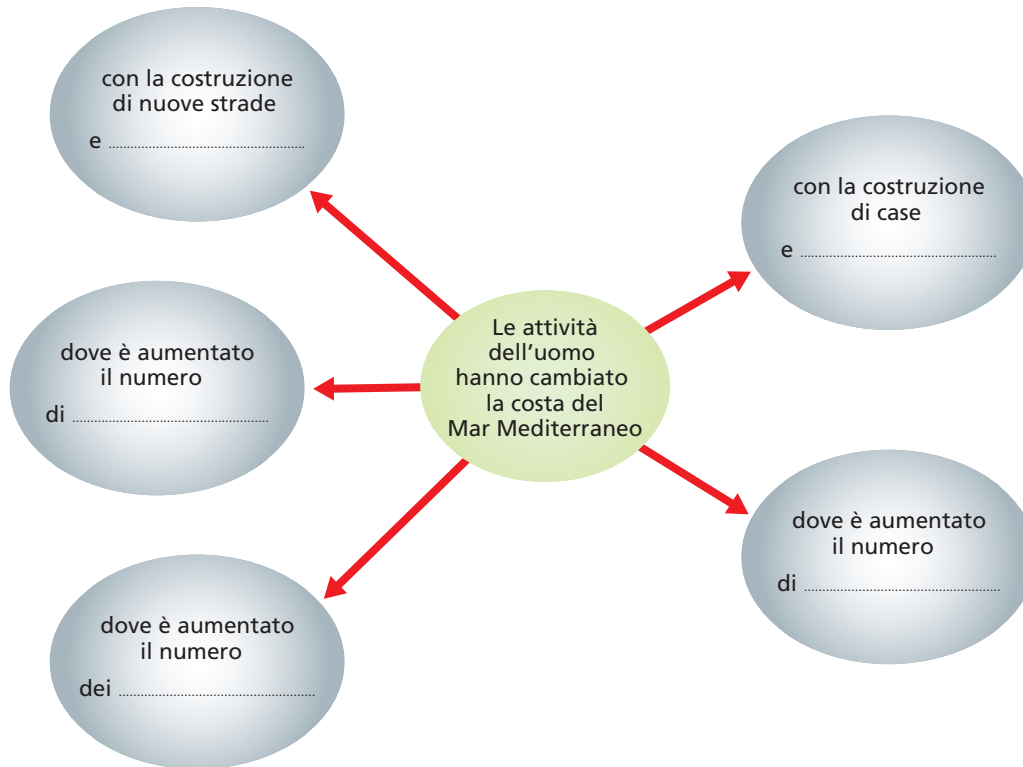 con la costruzione
di nuove strade
e ........................................................
con la costruzione
di case
e ........................................................
dove è aumentato
il numero
di ........................................................
Le attività
dell'uomo
hanno cambiato
la costa del
Mar Mediterraneo
dove è aumentato
il numero
di ........................................................
dove è aumentato
il numero
dei ........................................................